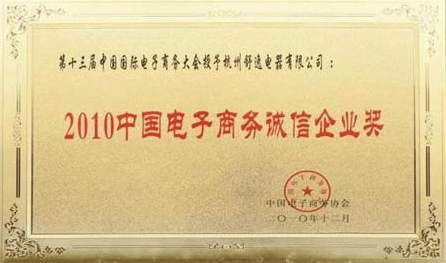 第十三届中国国际电子商务大会授予杭州舒逸电器有限公司：
2010中国电子商务诚信企业奖
中国电子商务协会
二〇一〇年十二月